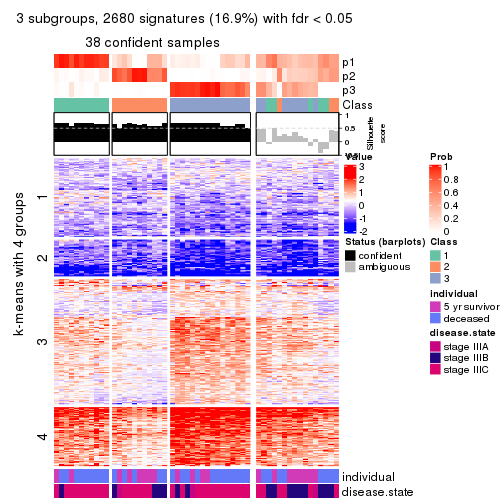 3 subgroups, 2680 signatures (16.9%) with fdr < 0.05
38 confident samples
p1
p2
p3
Class
1
0.5
0
Silhouette
score
k-means with 4 groups
1
2
3
4
Value
3
2
1
0
-1
-2
Prob
1
0.8
0.6
0.4
0.2
0
Status (barplots)
confident
ambiguous
Class
1
2
3
individual
5 yr survivor
deceased
disease.state
stage IIIA
stage IIIB
stage IIIC
individual
disease.state